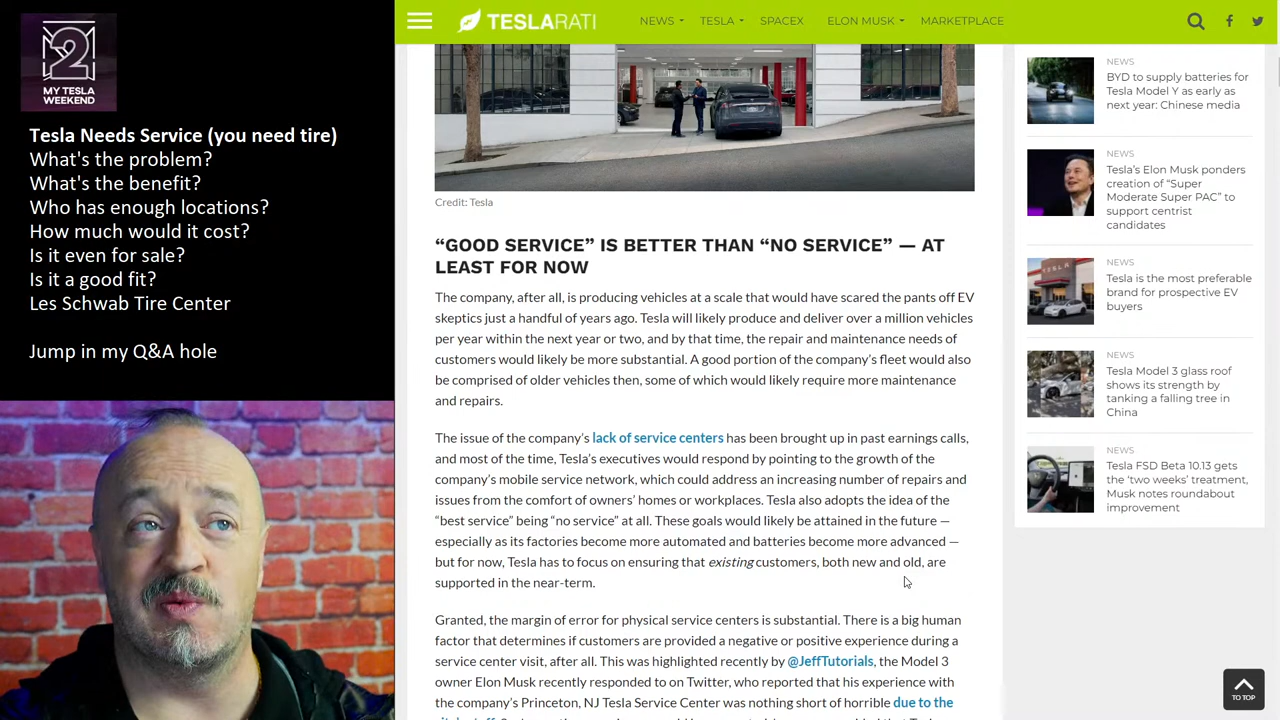 2
MY TESLA
WEEKEND
Tesla Needs Service (you need tire)
What's the problem?
What's the benefit?
Who has enough locations?
How much would it cost?
Is it even for sale?
Is it a good fit?
Les Schwab Tire Center
Jump in my Q&A hole
TESLARATI
NEWS TESLA SPACEX ELON MUSK MARKETPLACE
Credit: Tesla
“GOOD SERVICE” IS BETTER THAN “NO SERVICE” — AT
LEAST FOR NOW
The company, after all, is producing vehicles at a scale that would have scared the pants off EV
skeptics just a handful of years ago. Tesla will likely produce and deliver over a million vehicles
per year within the next year or two, and by that time, the repair and maintenance needs of
customers would likely be more substantial. A good portion of the company’s fleet would also
be comprised of older vehicles then, some of which would likely require more maintenance
and repairs.
The issue of the company’s lack of service centers has been brought up in past earnings calls,
and most of the time, Tesla’s executives would respond by pointing to the growth of the
company’s mobile service network, which could address an increasing number of repairs and
issues from the comfort of owners’ homes or workplaces. Tesla also adopts the idea of the
“best service” being “no service” at all. These goals would likely be attained in the future —
especially as its factories become more automated and batteries become more advanced —
but for now, Tesla has to focus on ensuring that existing customers, both new and old, are
supported in the near-term.
Granted, the margin of error for physical service centers is substantial. There is a big human
factor that determines if customers are provided a negative or positive experience during a
service center visit, after all. This was highlighted recently by @JeffTutorials, the Model 3
owner Elon Musk recently responded to on Twitter, who reported that his experience with
the company’s Princeton, NJ Tesla Service Center was nothing short of horrible due to the
NEWS
BYD to supply batteries for
Tesla Model Y as early as
next year: Chinese media
NEWS
Tesla’s Elon Musk ponders
creation of “Super
Moderate Super PAC” to
support centrist
candidates
NEWS
Tesla is the most preferable
brand for prospective EV
buyers
NEWS
Tesla Model 3 glass roof
shows its strength by
tanking a falling tree in
China
NEWS
Tesla FSD Beta 10.13 gets
the ‘two weeks’ treatment,
Musk notes roundabout
improvement
TO TOP